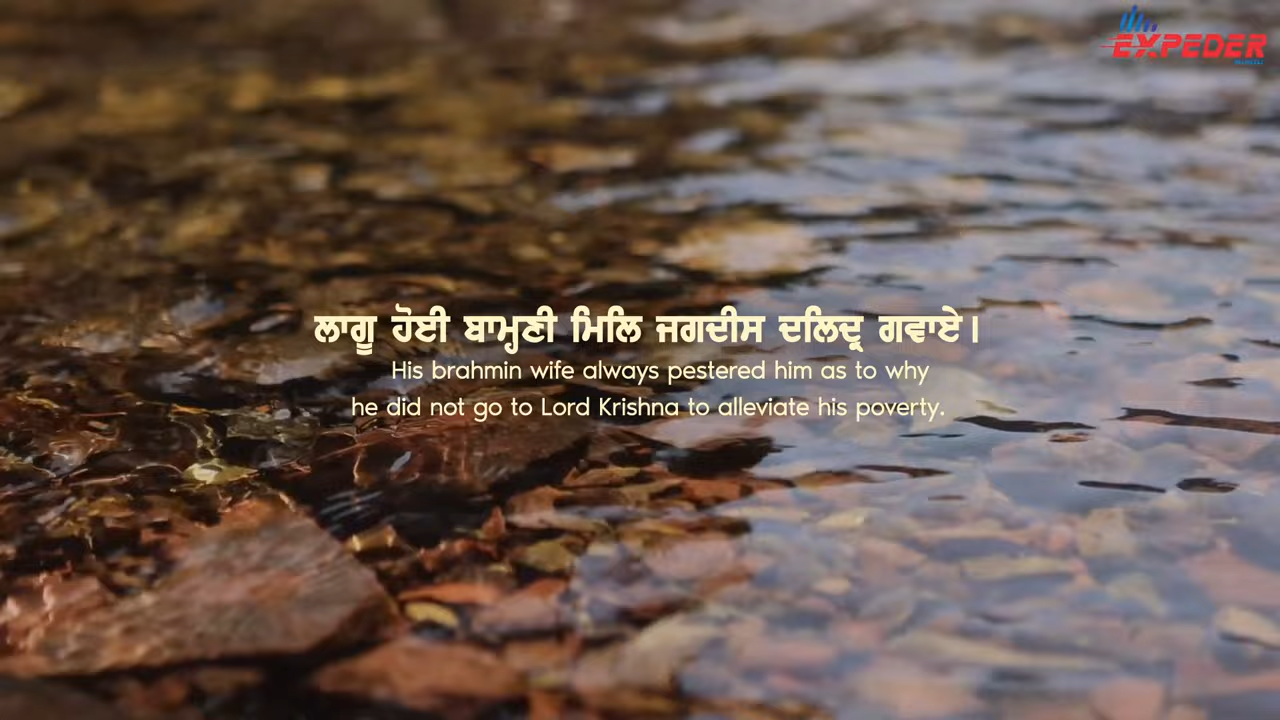 EXPEDER
ਲਾਗੂ ਹੋਈ ਬਾਮ੍ਹਣੀ ਮਿਲਿ ਜਗਦੀਸ ਦਲਿਦ੍ਰ ਗਵਾਏ।
His brahmin wife always pestered him as to why
he did not go to Lord Krishna to alleviate his poverty.